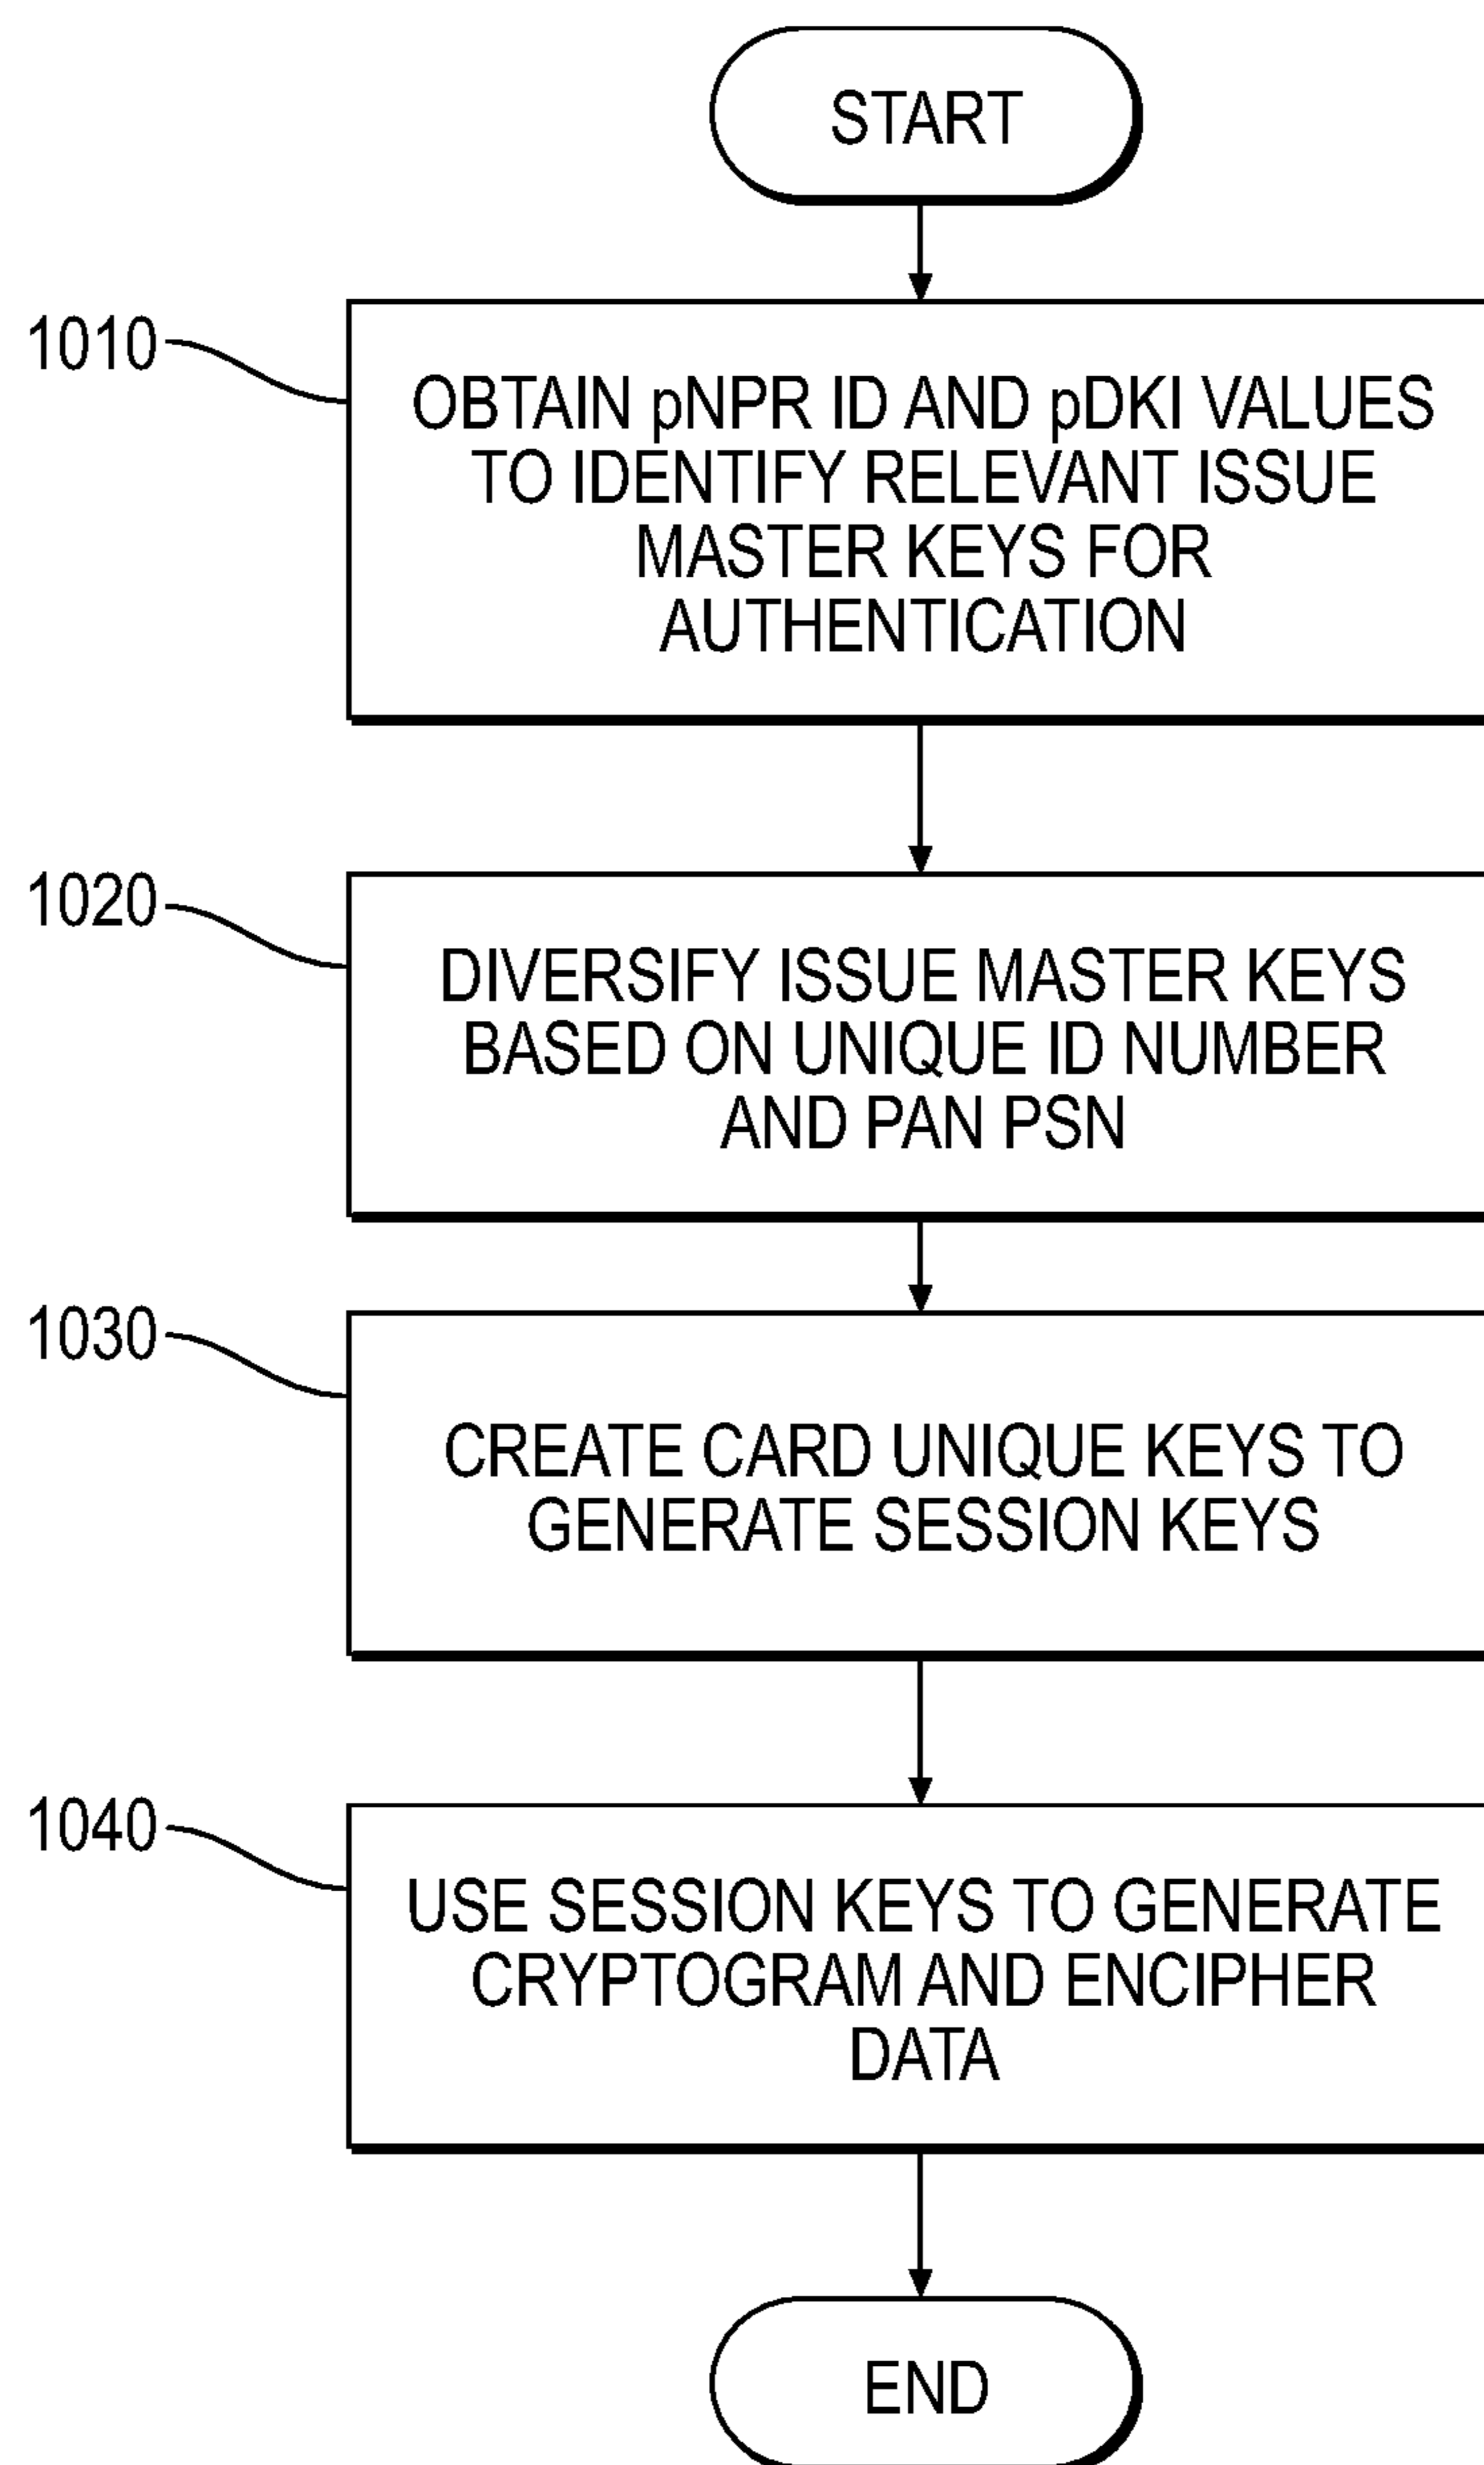 START
1010
OBTAIN pNPR ID AND pDKI VALUES
TO IDENTIFY RELEVANT ISSUE
MASTER KEYS FOR
AUTHENTICATION
1020
DIVERSIFY ISSUE MASTER KEYS
BASED ON UNIQUE ID NUMBER
AND PAN PSN
1030
CREATE CARD UNIQUE KEYS TO
GENERATE SESSION KEYS
1040
USE SESSION KEYS TO GENERATE
CRYPTOGRAM AND ENCIPHER
DATA
END